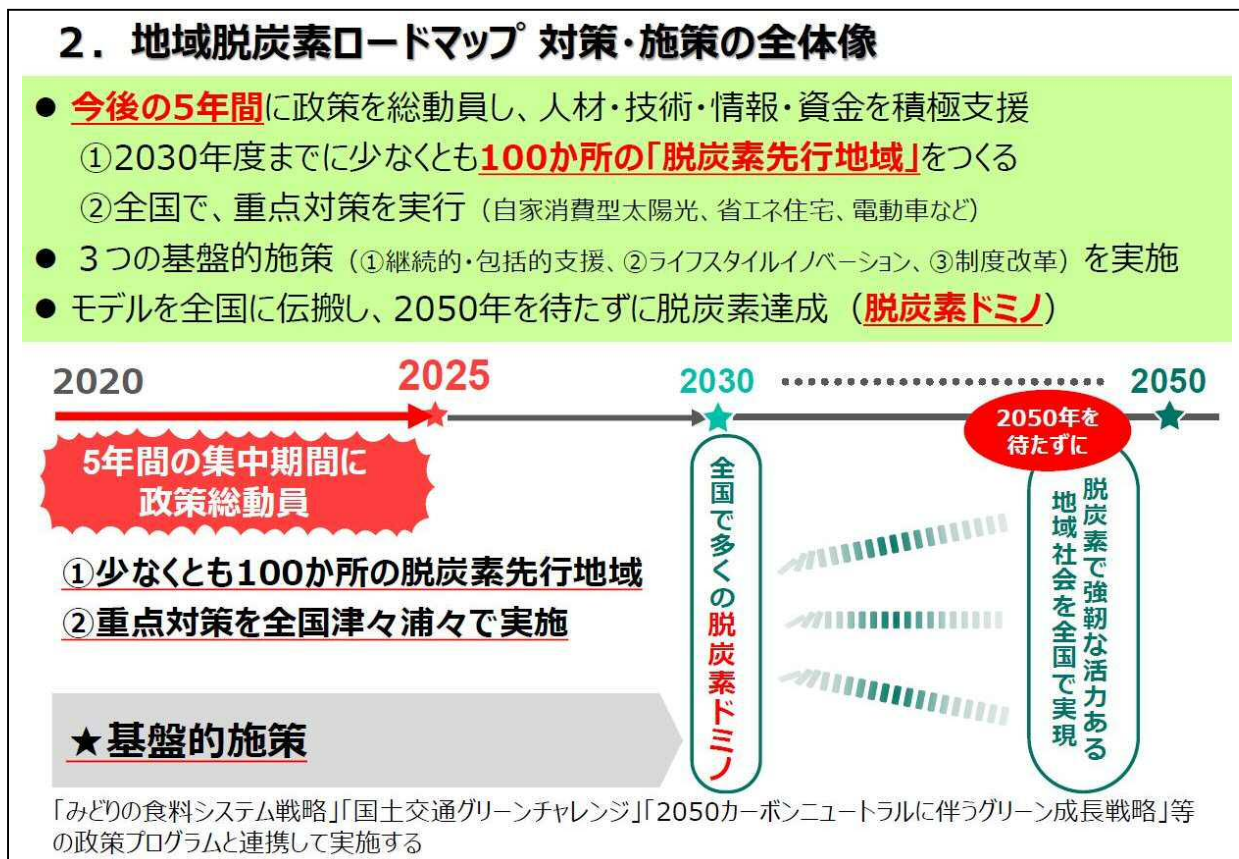 ２．地域脱炭素ロードマップ 対策・施策の全体像
● 今後の5年間に政策を総動員し、人材・技術・情報・資金を積極支援
①2030年度までに少なくとも100か所の「脱炭素先行地域」をつくる
②全国で、重点対策を実行（自家消費型太陽光、省エネ住宅、電動車など）
● ３つの基盤的施策（①継続的・包括的支援、②ライフスタイルイノベーション、③制度改革）を実施
● モデルを全国に伝搬し、2050年を待たずに脱炭素達成（脱炭素ドミノ）
2020 2025 2030 2050
5年間の集中期間に
政策総動員
①少なくとも100か所の脱炭素先行地域
②重点対策を全国津々浦々で実施
★基盤的施策
全国で多くの脱炭素ドミノ
2050年を
待たずに
脱炭素で強靭な活力ある
地域社会を全国で実現
「みどりの食料システム戦略」「国土交通グリーンチャレンジ」「2050カーボンニュートラルに伴うグリーン成長戦略」等
の政策プログラムと連携して実施する